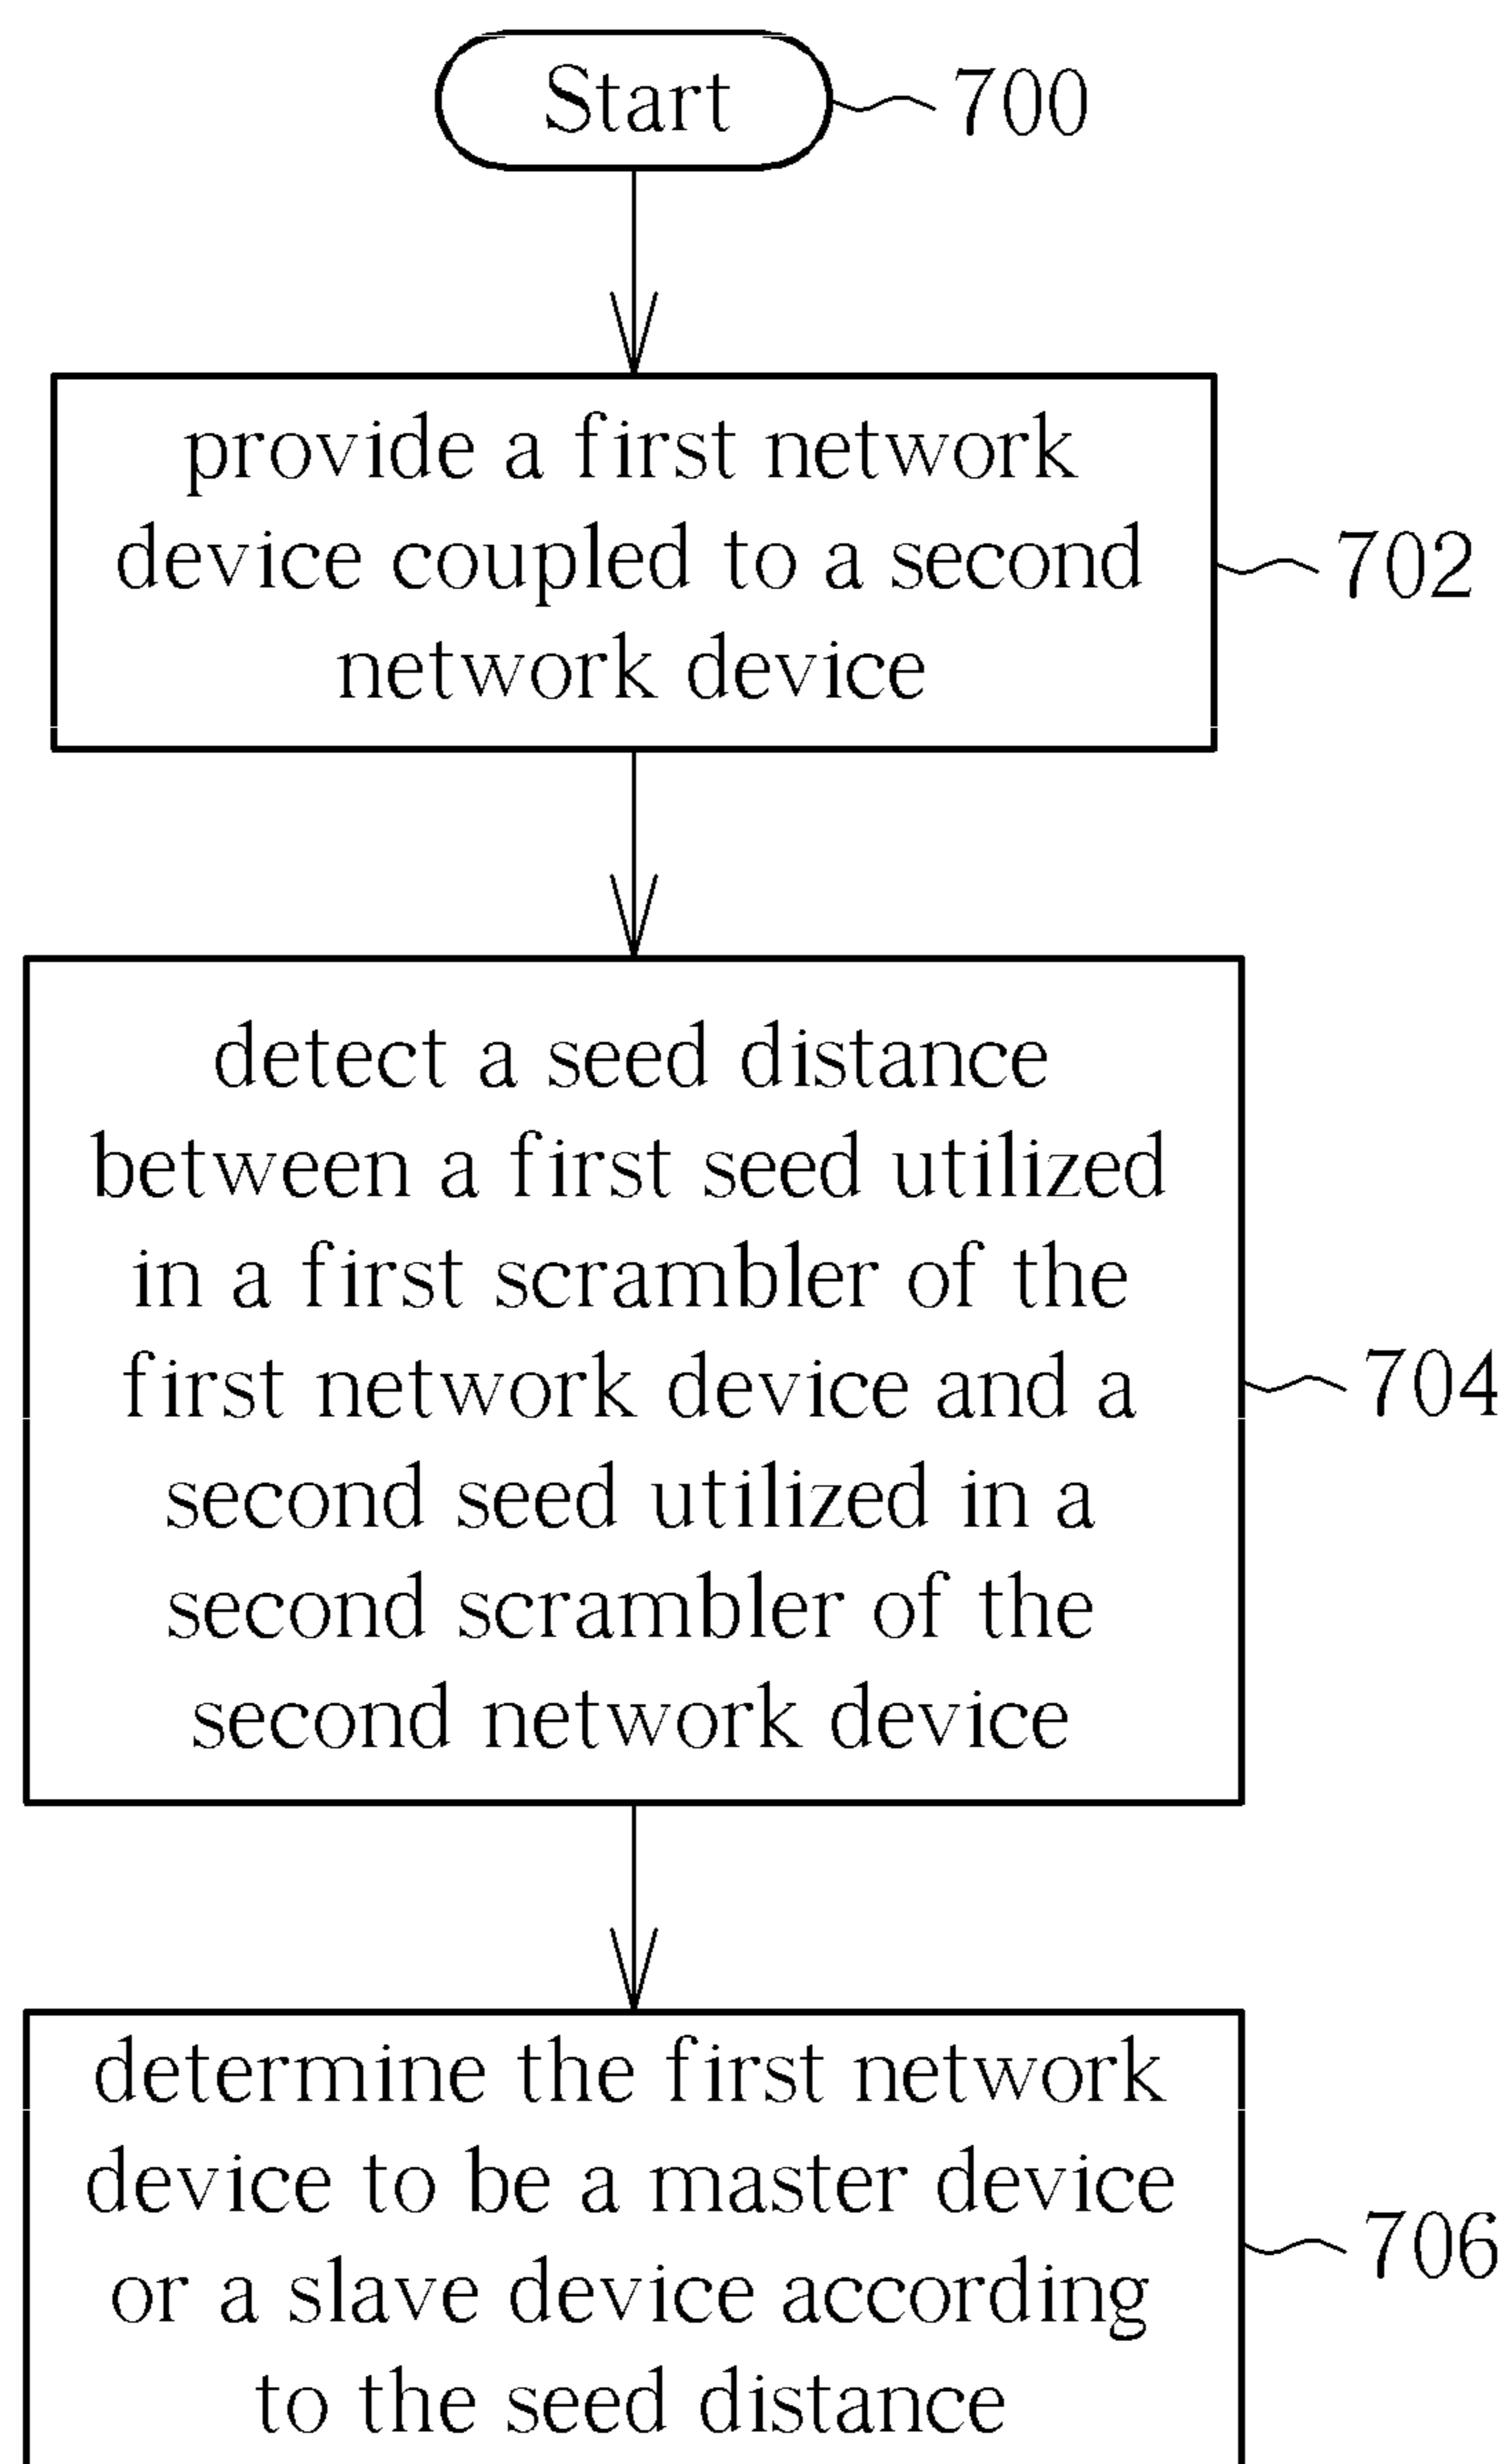 Start
700
provide a first network
device coupled to a second
network device
702
detect a seed distance
between a first seed utilized
in a first scrambler of the
first network device and a
second seed utilized in a
second scrambler of the
second network device
704
determine the first network
device to be a master device
or a slave device according
to the seed distance
706